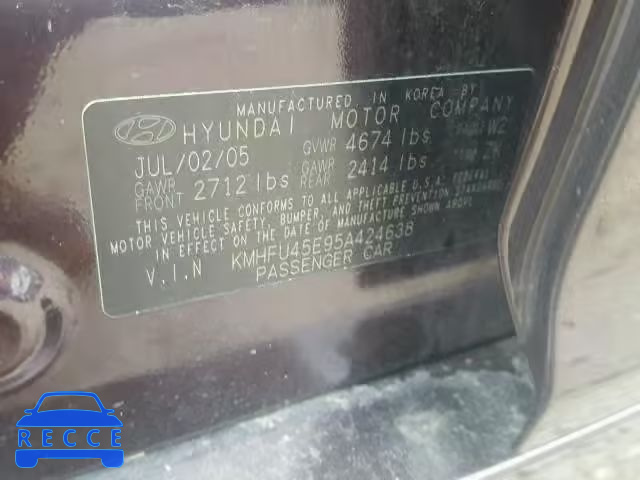 MANUFACTURED IN KOREA BY
HYUNDAI MOTOR COMPANY
JUL/02/05 GVWR 4674 lbs W2
GAWR FRONT 2712 lbs GAWR REAR 2414 lbs ZK
THIS VEHICLE CONFORMS TO ALL APPLICABLE U.S.A. FEDERAL
MOTOR VEHICLE SAFETY, BUMPER, AND THEFT PREVENTION STANDARDS
IN EFFECT ON THE DATE OF MANUFACTURE SHOWN ABOVE.
V.I.N KMHFU45E95A424638
PASSENGER CAR
RECCE